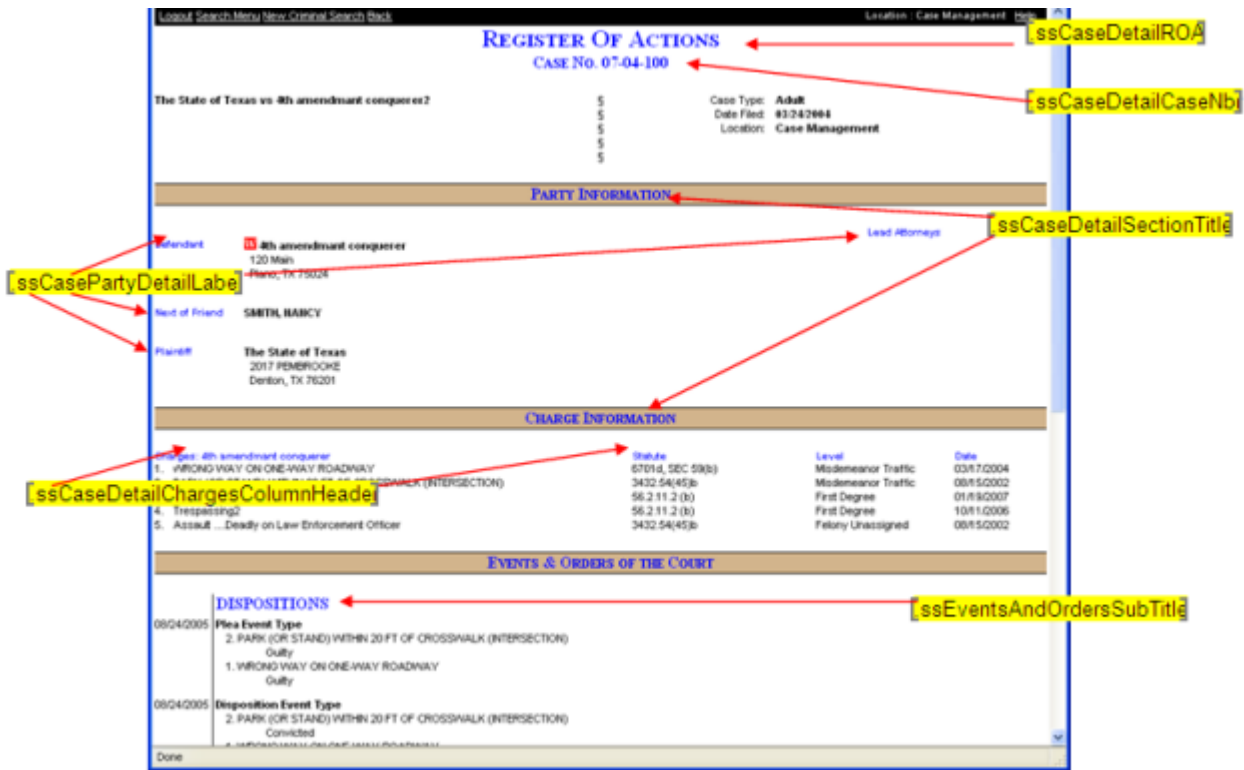 Logout Search Menu New Criminal Search Back Location : Case Management Help
REGISTER OF ACTIONS
[.ssCaseDetailROA
CASE NO. 07-04-100
[.ssCaseDetailCaseNb
The State of Texas vs 4th amendmant conquerer2 § Case Type: Adult
§ Date Filed: 03/24/2004
§ Location: Case Management
§
§
PARTY INFORMATION
[.ssCaseDetailSectionTitle
Lead Attorneys
Defendant 4th amendmant conquerer
120 Main
Plano, TX 75024
[.ssCasePartyDetailLabel]
Next of Friend SMITH, NANCY
Plaintiff The State of Texas
2017 PEMBROOKE
Denton, TX 76201
CHARGE INFORMATION
Charges: 4th amendmant conquerer Statute Level Date
1. WRONG WAY ON ONE-WAY ROADWAY 6701d, SEC 59(b) Misdemeanor Traffic 03/17/2004
CROSSWALK (INTERSECTION) 3432.54(45)b Misdemeanor Traffic 08/15/2002
[.ssCaseDetailChargesColumnHeader
56.2.11.2 (b) First Degree 01/19/2007
4. Trespassing2 56.2.11.2 (b) First Degree 10/11/2006
5. Assault ....Deadly on Law Enforcement Officer 3432.54(45)b Felony Unassigned 08/15/2002
EVENTS & ORDERS OF THE COURT
DISPOSITIONS
[.ssEventsAndOrdersSubTitle
08/24/2005 Plea Event Type
2. PARK (OR STAND) WITHIN 20 FT OF CROSSWALK (INTERSECTION)
Guilty
1. WRONG WAY ON ONE-WAY ROADWAY
Guilty
08/24/2005 Disposition Event Type
2. PARK (OR STAND) WITHIN 20 FT OF CROSSWALK (INTERSECTION)
Convicted
Done